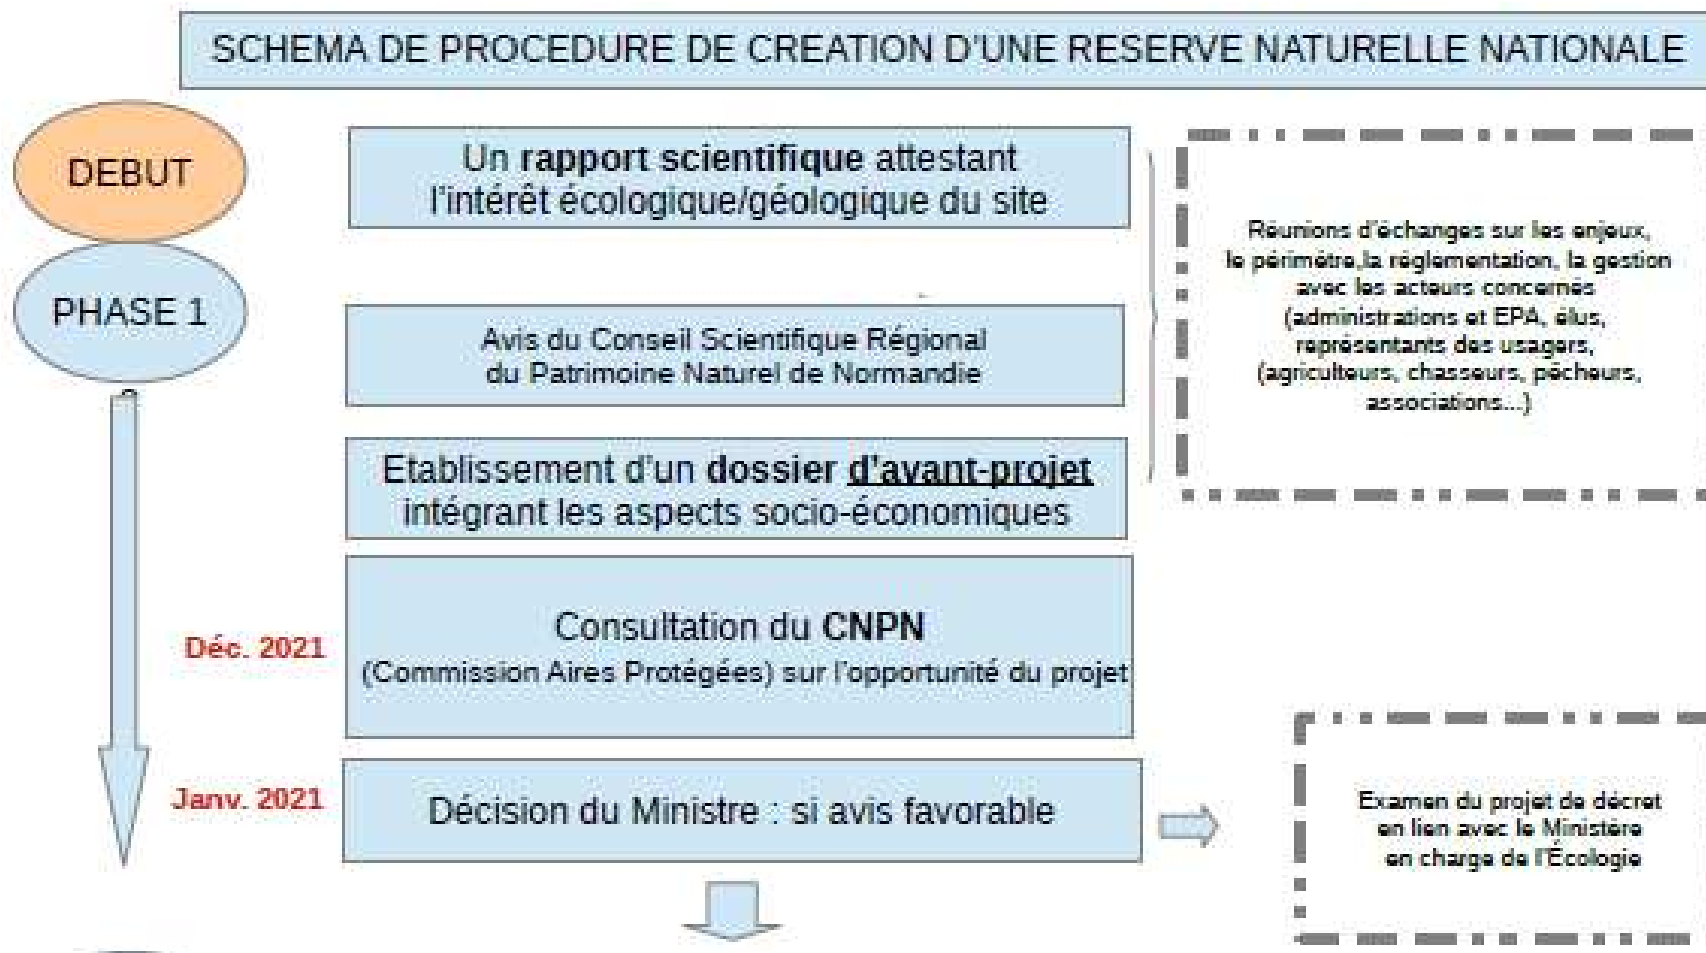 SCHEMA DE PROCEDURE DE CREATION D'UNE RESERVE NATURELLE NATIONALE
DEBUT
PHASE 1
Un rapport scientifique attestant
l'intérêt écologique/géologique du site
Avis du Conseil Scientifique Régional
du Patrimoine Naturel de Normandie
Etablissement d'un dossier d'avant-projet
intégrant les aspects socio-économiques
Réunions d'échanges sur les enjeux,
le périmètre,la réglementation, la gestion
avec les acteurs concernés
(administrations et EPA, élus,
représentants des usagers,
(agriculteurs, chasseurs, pêcheurs,
associations...)
Déc. 2021
Consultation du CNPN
(Commission Aires Protégées) sur l'opportunité du projet
Janv. 2021
Décision du Ministre : si avis favorable
Examen du projet de décret
en lien avec le Ministère
en charge de l'Écologie